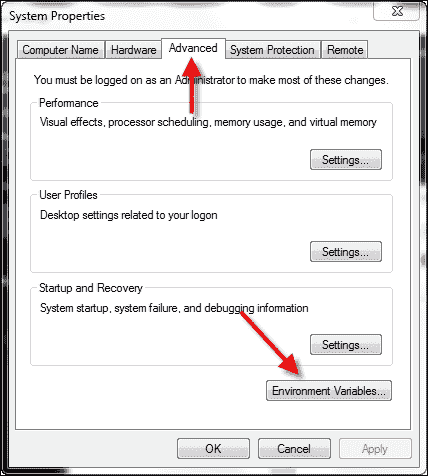 System Properties
Computer Name Hardware Advanced System Protection Remote
You must be logged on as an Administrator to make most of these changes.
Performance
Visual effects, processor scheduling, memory usage, and virtual memory
Settings...
User Profiles
Desktop settings related to your logon
Settings...
Startup and Recovery
System startup, system failure, and debugging information
Settings...
Environment Variables...
OK Cancel Apply